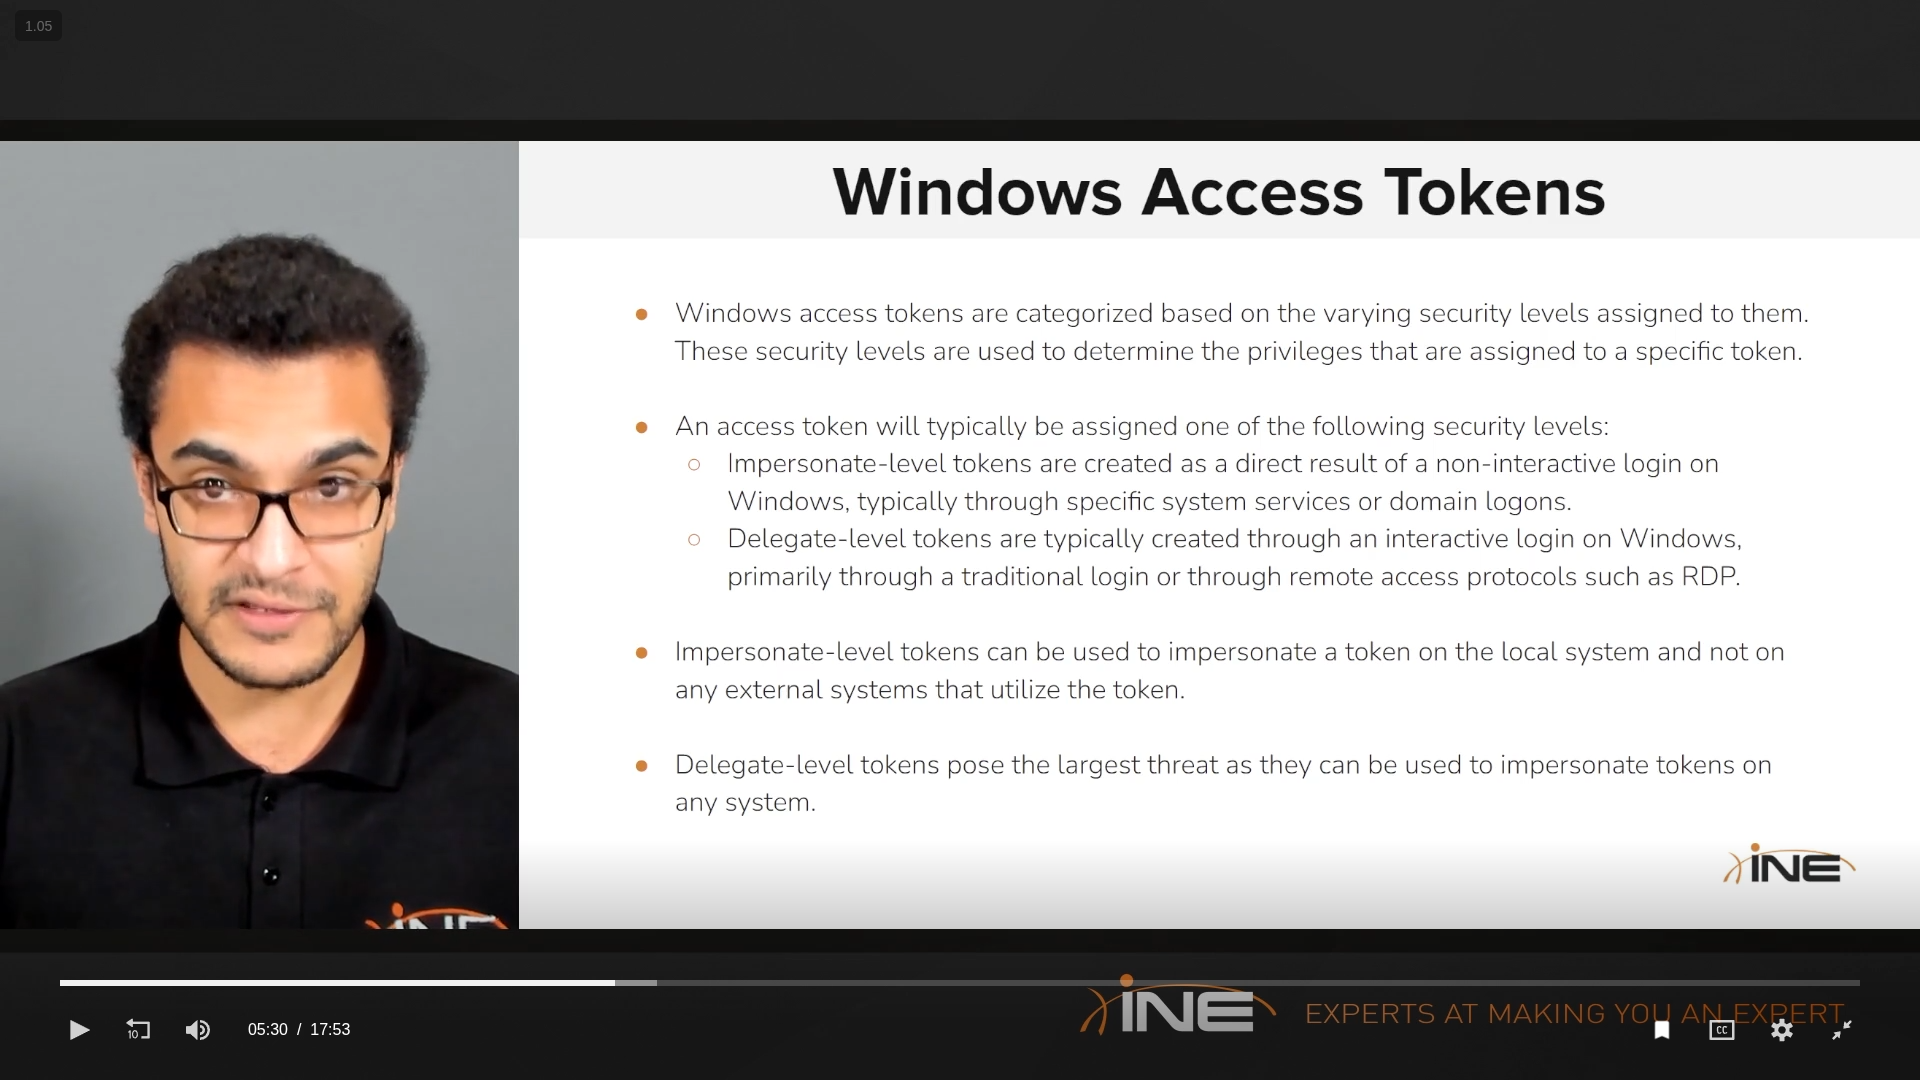 1.05
Windows Access Tokens
Windows access tokens are categorized based on the varying security levels assigned to them.
These security levels are used to determine the privileges that are assigned to a specific token.
An access token will typically be assigned one of the following security levels:
Impersonate-level tokens are created as a direct result of a non-interactive login on
Windows, typically through specific system services or domain logons.
Delegate-level tokens are typically created through an interactive login on Windows,
primarily through a traditional login or through remote access protocols such as RDP.
Impersonate-level tokens can be used to impersonate a token on the local system and not on
any external systems that utilize the token.
Delegate-level tokens pose the largest threat as they can be used to impersonate tokens on
any system.
iNE
iNE
iNE EXPERTS AT MAKING YOU AN EXPERT
10 05:30 / 17:53 CC